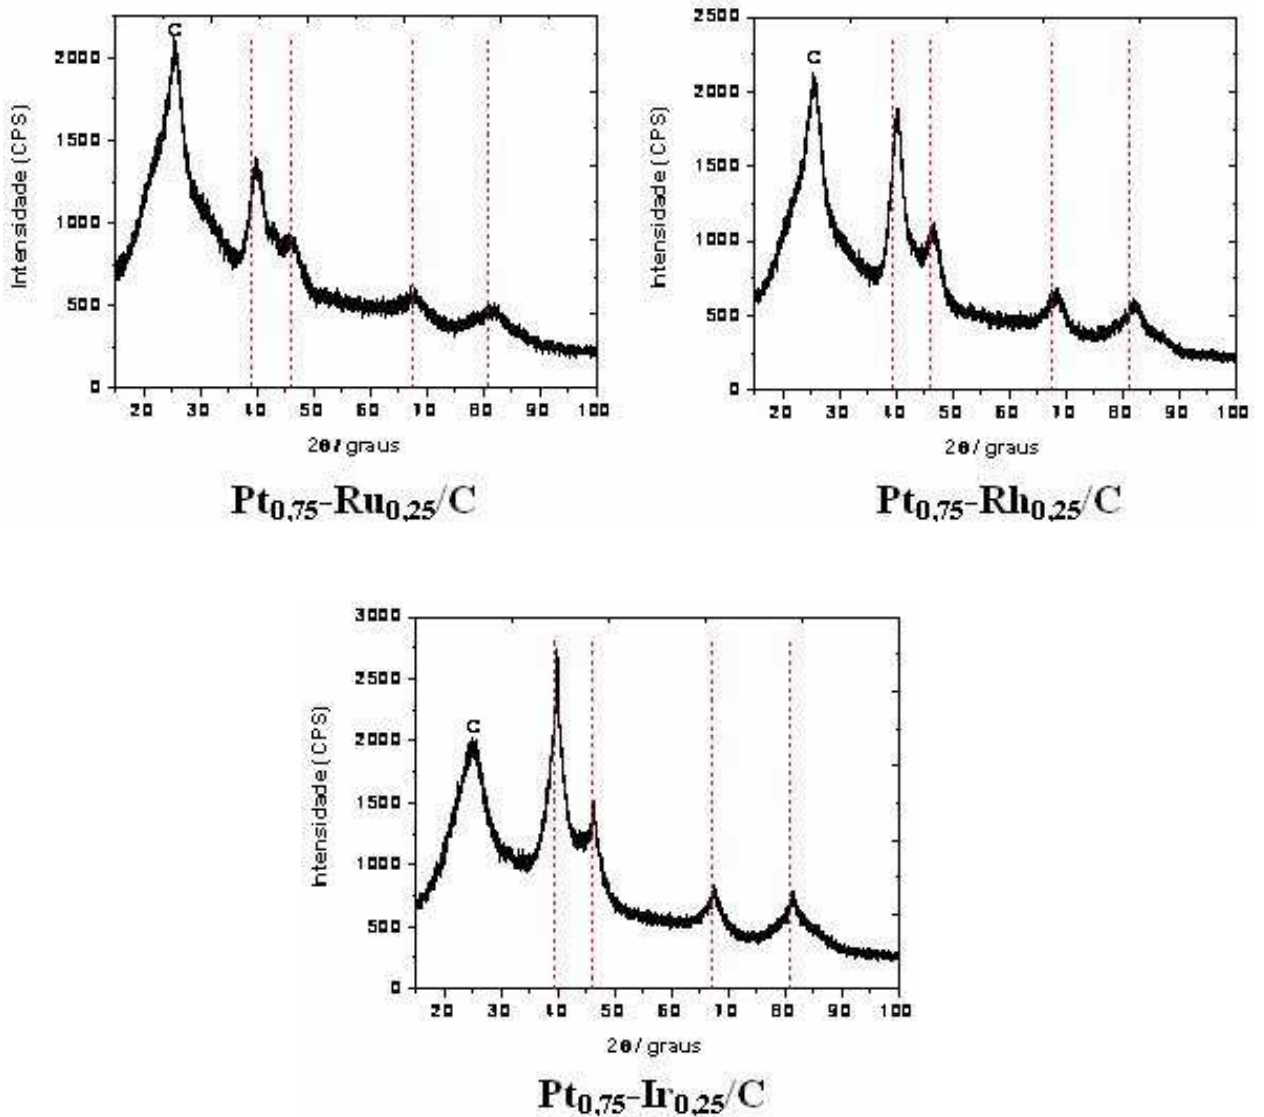 C
2000
1500
1000
500
0
Intensidade (CPS)
20 30 40 50 60 70 80 90 100
2θ / graus
Pt0,75-Ru0,25/C
C
2500
2000
1500
1000
500
0
Intensidade (CPS)
20 30 40 50 60 70 80 90 100
2θ / graus
Pt0,75-Rh0,25/C
C
3000
2500
2000
1500
1000
500
0
Intensidade (CPS)
20 30 40 50 60 70 80 90 100
2θ / graus
Pt0,75-Ir0,25/C